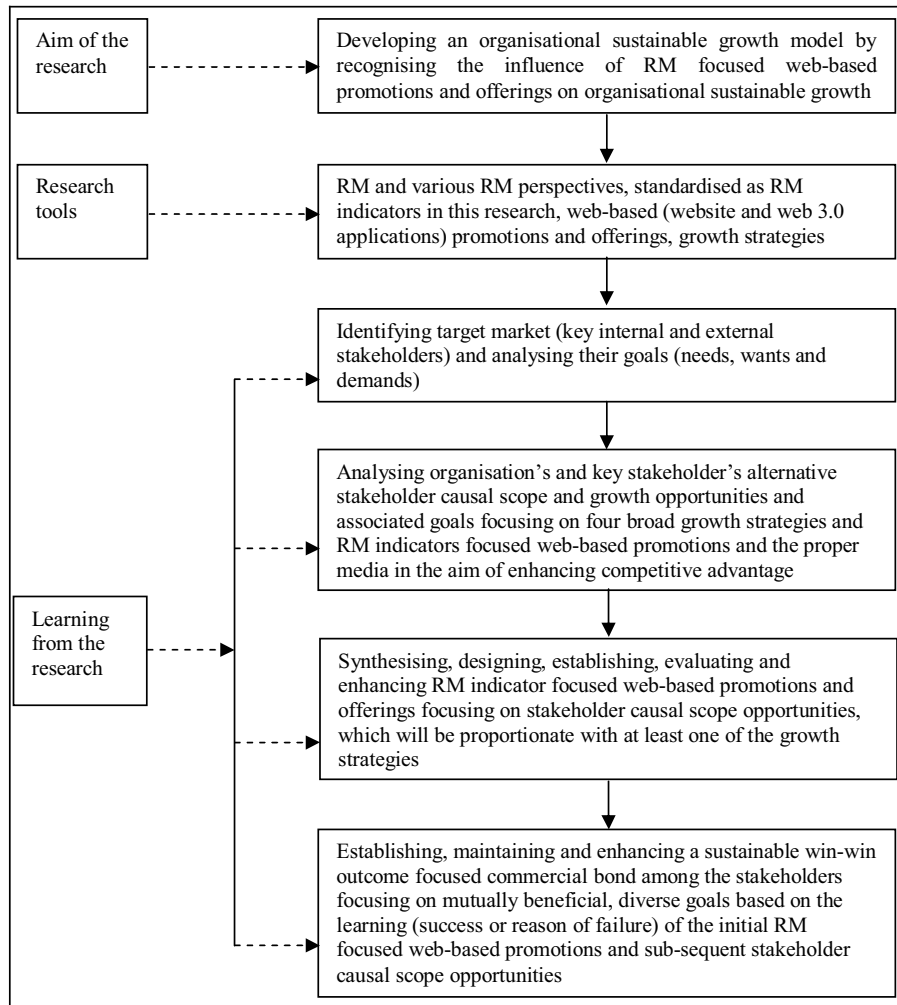 Aim of the
research
Developing an organisational sustainable growth model by
recognising the influence of RM focused web-based
promotions and offerings on organisational sustainable growth
Research
tools
RM and various RM perspectives, standardised as RM
indicators in this research, web-based (website and web 3.0
applications) promotions and offerings, growth strategies
Identifying target market (key internal and external
stakeholders) and analysing their goals (needs, wants and
demands)
Analysing organisation's and key stakeholder's alternative
stakeholder causal scope and growth opportunities and
associated goals focusing on four broad growth strategies and
RM indicators focused web-based promotions and the proper
media in the aim of enhancing competitive advantage
Learning
from the
research
Synthesising, designing, establishing, evaluating and
enhancing RM indicator focused web-based promotions and
offerings focusing on stakeholder causal scope opportunities,
which will be proportionate with at least one of the growth
strategies
Establishing, maintaining and enhancing a sustainable win-win
outcome focused commercial bond among the stakeholders
focusing on mutually beneficial, diverse goals based on the
learning (success or reason of failure) of the initial RM
focused web-based promotions and sub-sequent stakeholder
causal scope opportunities